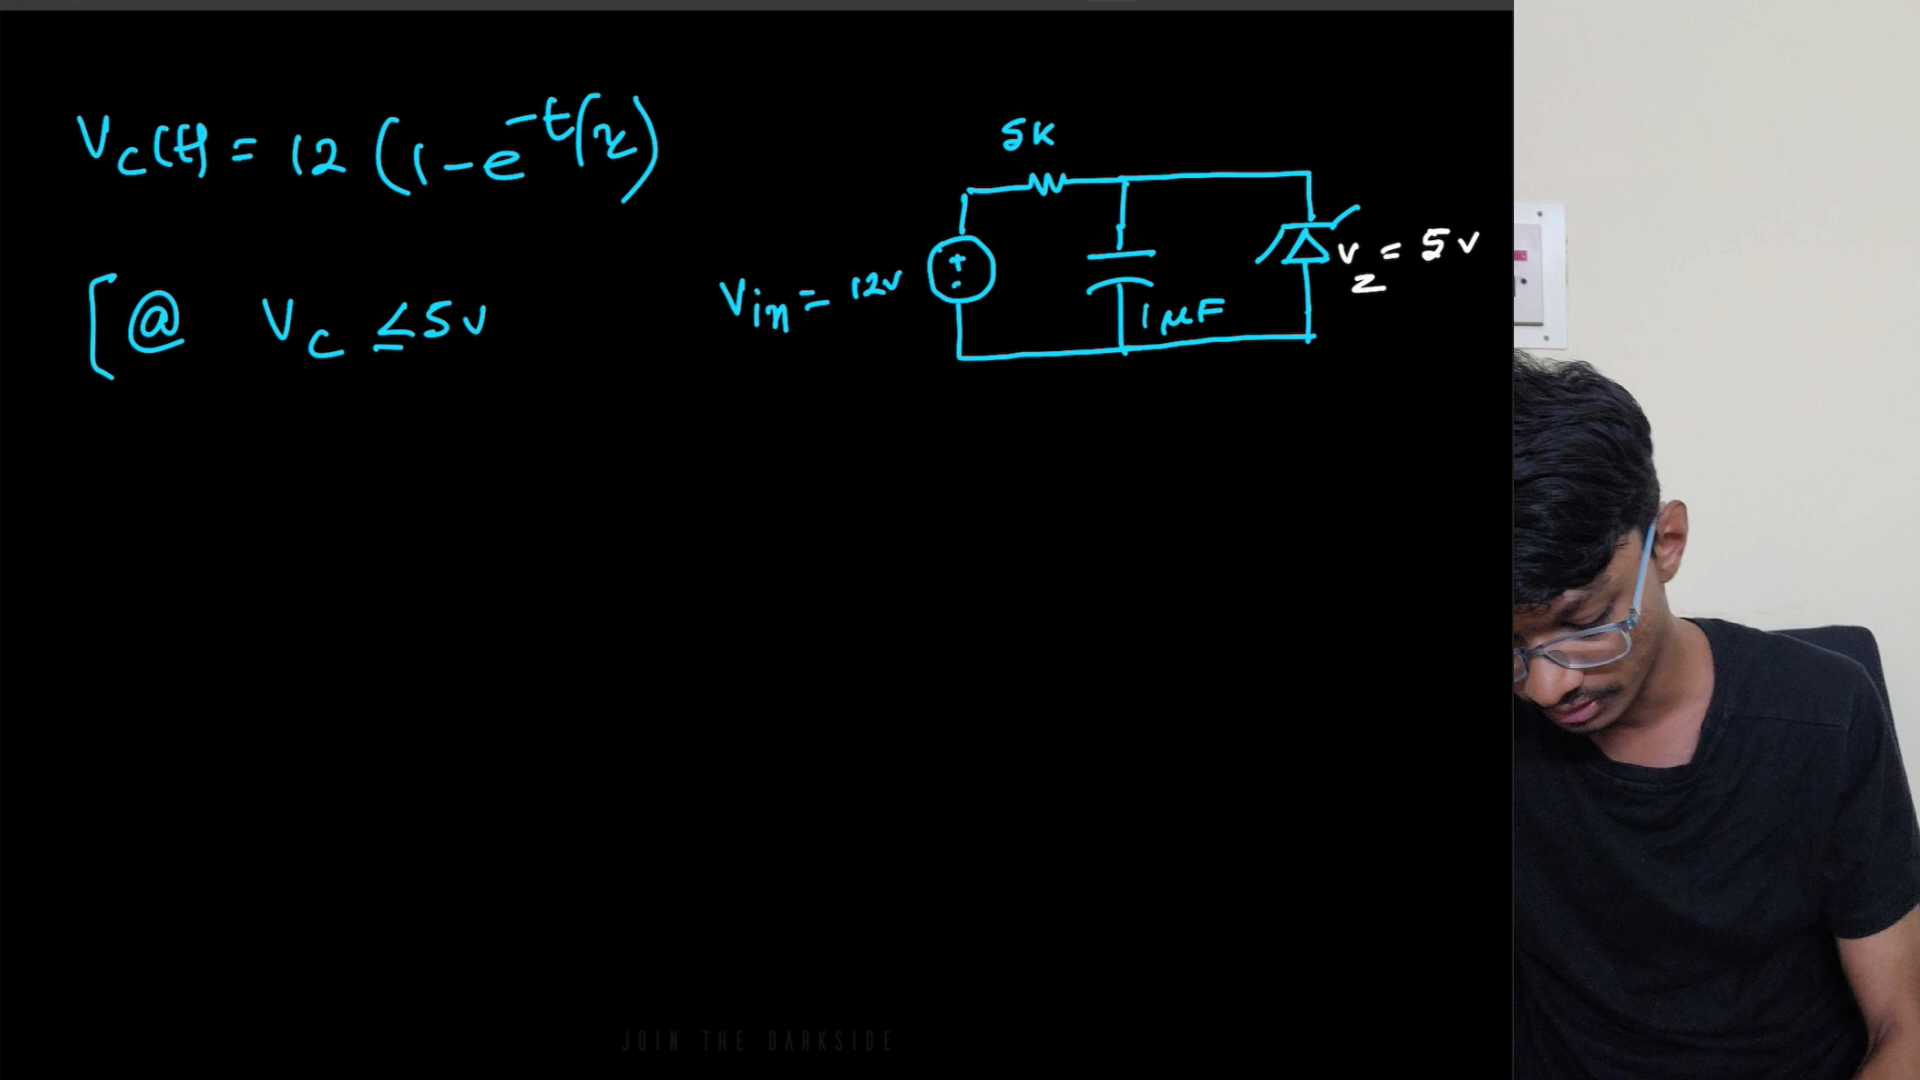 Vc(t) = 12 (1-e^-t/τ)
5K
Vin = 12V
+
-
1μF
Vz = 5V
[@ Vc ≤ 5V
JOIN THE DARKSIDE